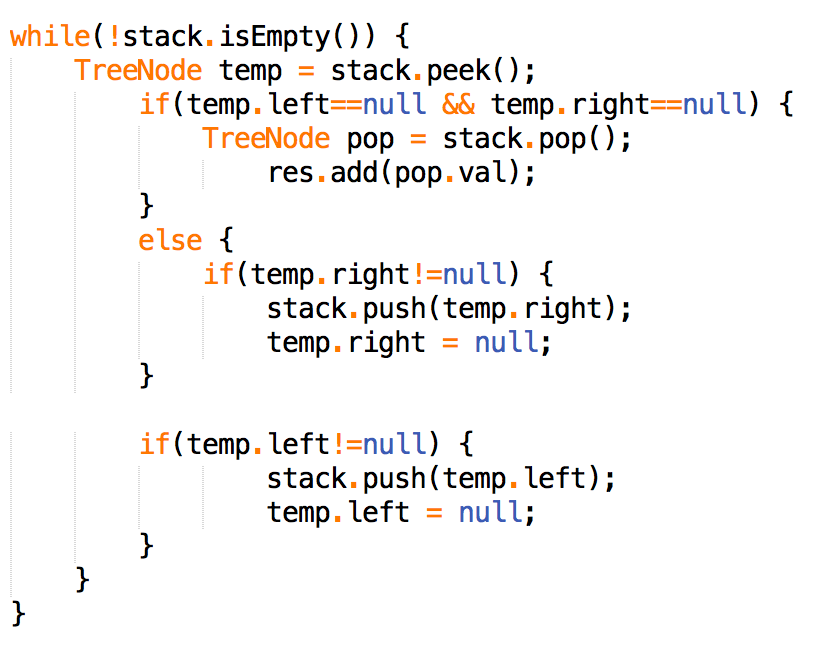 while(!stack.isEmpty()) {
    TreeNode temp = stack.peek();
        if(temp.left==null && temp.right==null) {
            TreeNode pop = stack.pop();
                res.add(pop.val);
        }
        else {
            if(temp.right!=null) {
                stack.push(temp.right);
                temp.right = null;
        }

        if(temp.left!=null) {
                stack.push(temp.left);
                temp.left = null;
        }
    }
}